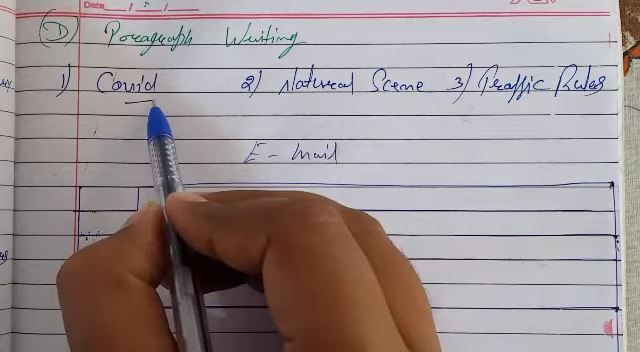 Date / /
(D) Paragraph Writing
1) Covid 2) Natural Scene 3) Traffic Rules
E-mail